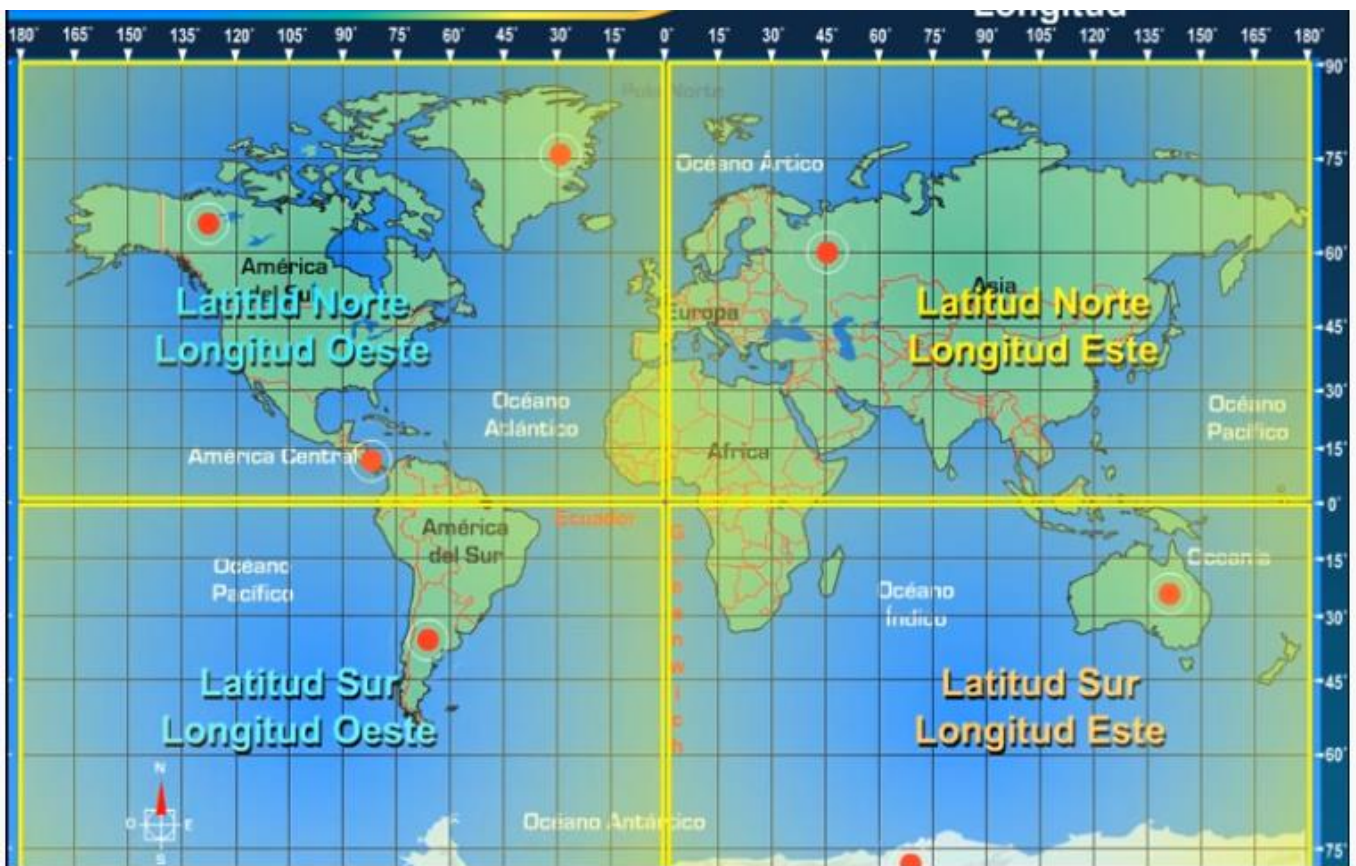 Longitud
180° 165° 150° 135° 120° 105° 90° 75° 60° 45° 30° 15° 0° 15° 30° 45° 60° 75° 90° 105° 120° 135° 150° 165° 180°
90°
Polo Norte
75°
Océano Ártico
60°
América
del Sur
Asia
Latitud Norte
Longitud Oeste
Europa
Latitud Norte
Longitud Este
45°
30°
Océano
Atlántico
Océano
Pacífico
América Central
África
15°
0°
Ecuador
América
del Sur
Greenwich
Océano
Pacífico
Oceania
15°
Océano
Índico
30°
Latitud Sur
Longitud Oeste
Latitud Sur
Longitud Este
45°
60°
N
O E
S
Océano Antártico
75°